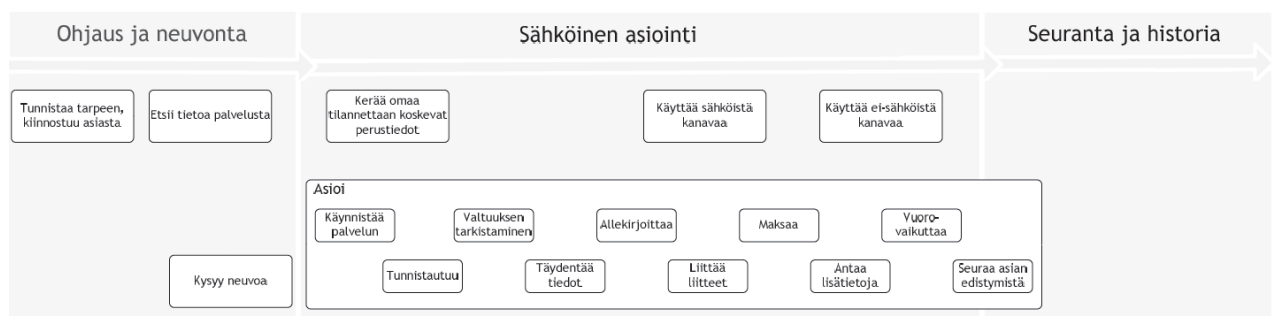 Ohjaus ja neuvonta
Sähköinen asiointi
Seuranta ja historia
Tunnistaa tarpeen,
kiinnostuu asiasta
Etsii tietoa palvelusta
Kerää omaa
tilannettaan koskevat
perustiedot
Käyttää sähköistä
kanavaa
Käyttää ei-sähköistä
kanavaa
Asioi
Käynnistää
palvelun
Valtuuksen
tarkistaminen
Allekirjoittaa
Maksaa
Vuoro-
vaikuttaa
Kysyy neuvoa
Tunnistautuu
Täydentää
tiedot
Liittää
liitteet
Antaa
lisätietoja
Seuraa asian
edistymistä